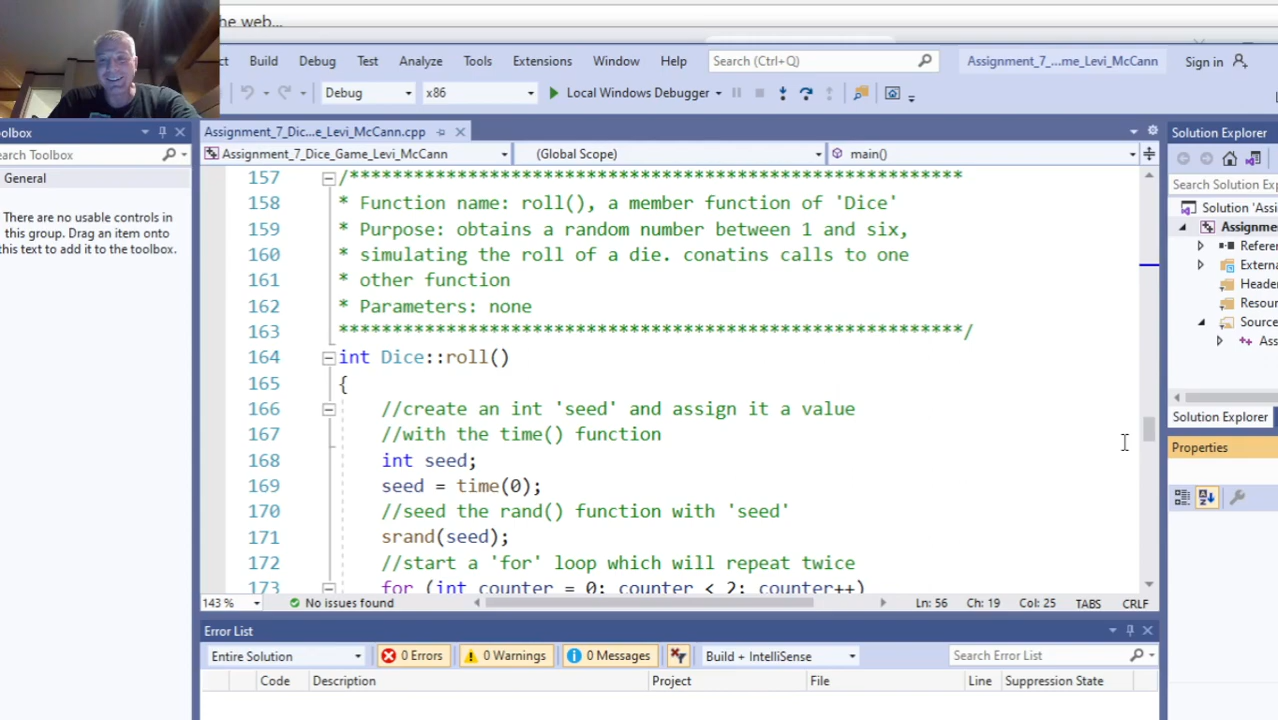 he web...
ct Build Debug Test Analyze Tools Extensions Window Help Search (Ctrl+Q) Assignment_7_...me_Levi_McCann Sign in
Debug x86 Local Windows Debugger
oolbox Assignment_7_Dic...e_Levi_McCann.cpp Solution Explorer
earch Toolbox Assignment_7_Dice_Game_Levi_McCann (Global Scope) main()
General
There are no usable controls in
this group. Drag an item onto
this text to add it to the toolbox.
157 /**********************************************************
158 * Function name: roll(), a member function of 'Dice'
159 * Purpose: obtains a random number between 1 and six,
160 * simulating the roll of a die. conatins calls to one
161 * other function
162 * Parameters: none
163 **********************************************************/
164 int Dice::roll()
165 {
166 //create an int 'seed' and assign it a value
167 //with the time() function
168 int seed;
169 seed = time(0);
170 //seed the rand() function with 'seed'
171 srand(seed);
172 //start a 'for' loop which will repeat twice
173 for (int counter = 0; counter < 2; counter++)
Search Solution Exp
Solution 'Assi
Assignme
Refere
Extern
Heade
Resou
Source
Ass
Solution Explorer
Properties
143 % No issues found Ln: 56 Ch: 19 Col: 25 TABS CRLF
Error List
Entire Solution 0 Errors 0 Warnings 0 Messages Build + IntelliSense Search Error List
Code Description Project File Line Suppression State